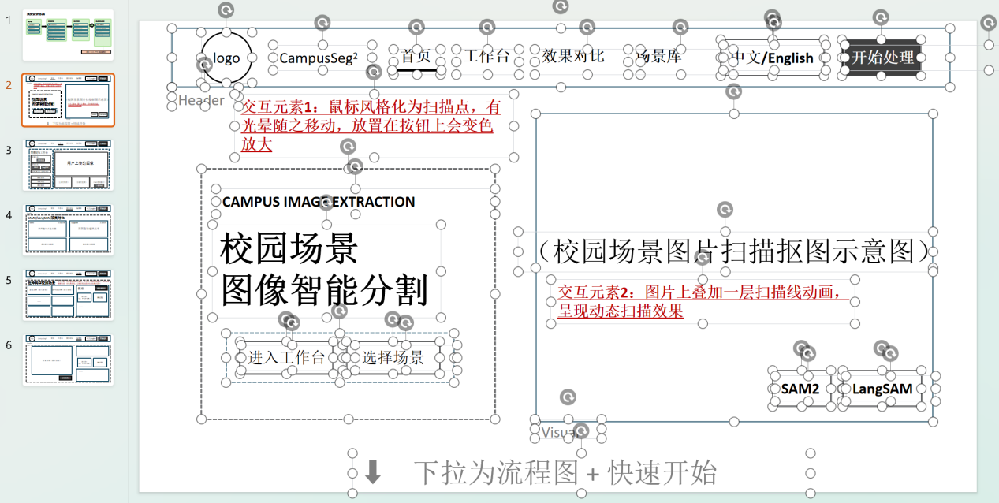 1
2
3
4
5
6
logo
CampusSeg²
首页
工作台
效果对比
场景库
中文/English
开始处理
Header
交互元素1：鼠标风格化为扫描点，有
光晕随之移动，放置在按钮上会变色
放大
CAMPUS IMAGE EXTRACTION
校园场景
图像智能分割
进入工作台
选择场景
（校园场景图片扫描抠图示意图）
交互元素2：图片上叠加一层扫描线动画，
呈现动态扫描效果
SAM2
LangSAM
Visual
下拉为流程图 + 快速开始